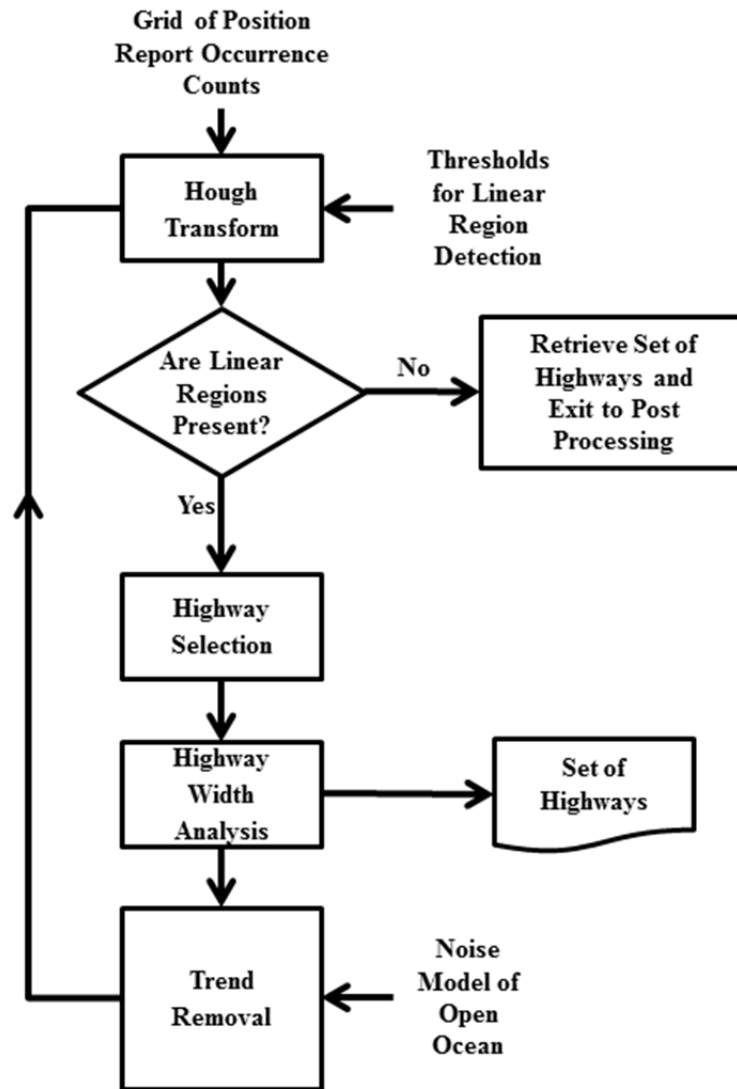 Grid of Position
Report Occurrence
Counts
Hough
Transform
Thresholds
for Linear
Region
Detection
Are Linear
Regions
Present?
No
Retrieve Set of
Highways and
Exit to Post
Processing
Yes
Highway
Selection
Highway
Width
Analysis
Set of
Highways
Trend
Removal
Noise
Model of
Open
Ocean